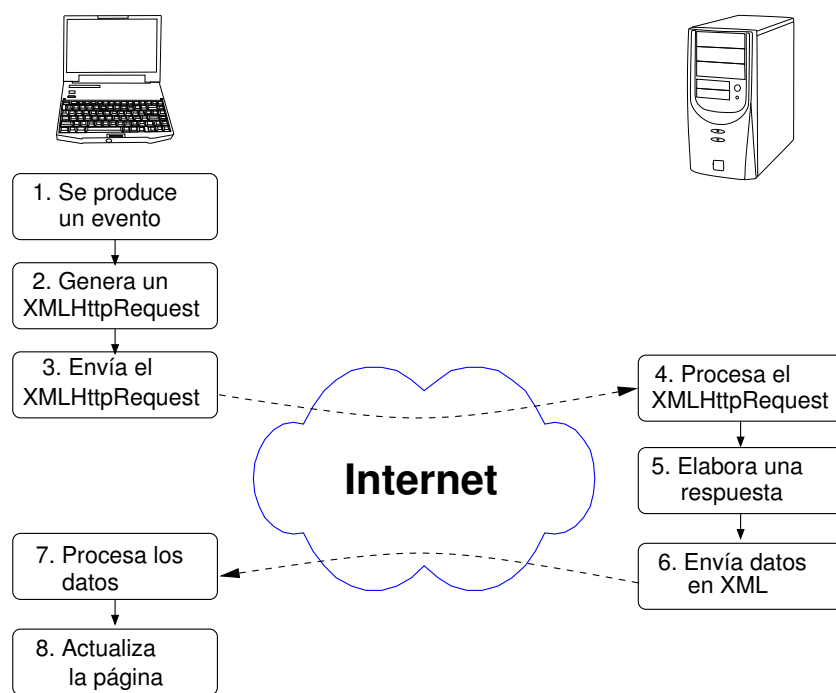 1. Se produce
un evento
2. Genera un
XMLHttpRequest
3. Envía el
XMLHttpRequest
4. Procesa el
XMLHttpRequest
5. Elabora una
respuesta
6. Envía datos
en XML
Internet
7. Procesa los
datos
8. Actualiza
la página